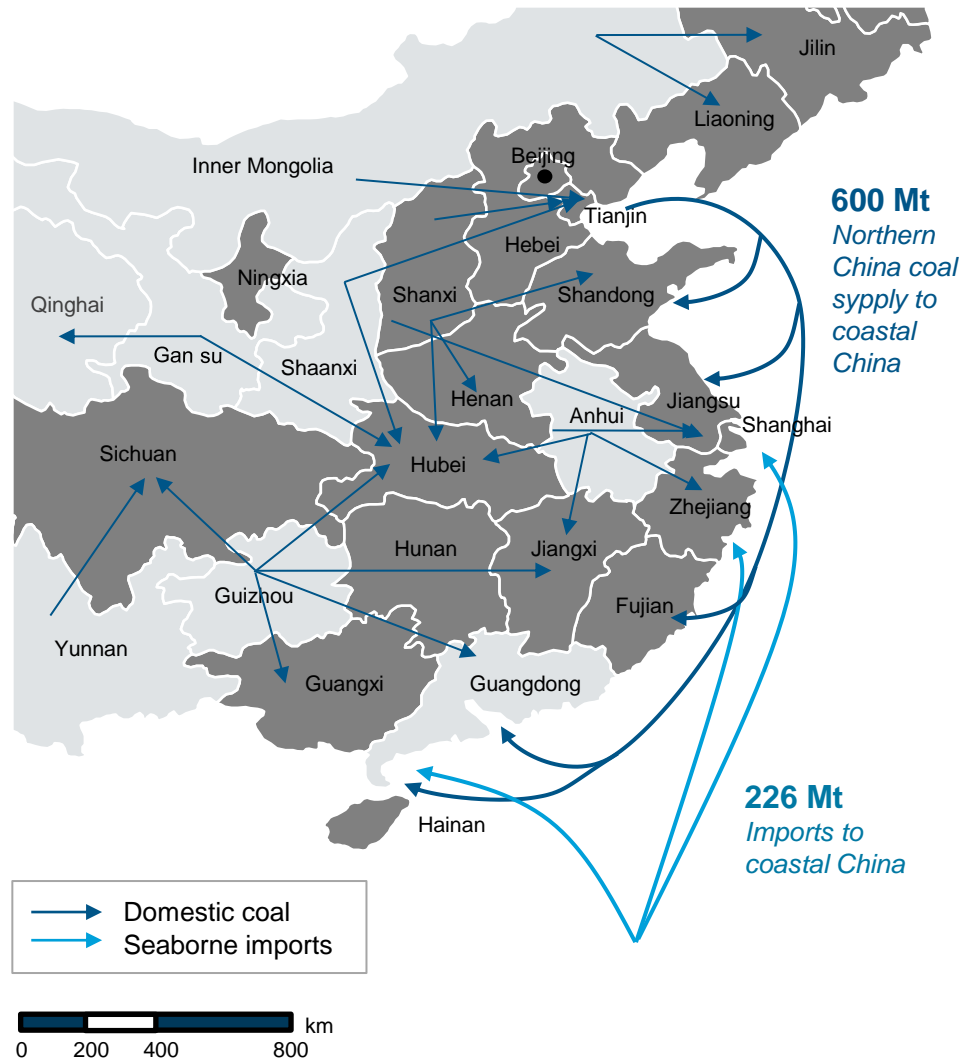 Jilin
Liaoning
Beijing
Inner Mongolia
Tianjin
600 Mt
Northern
China coal
sypply to
coastal
China
Hebei
Ningxia
Shanxi
Shandong
Qinghai
Gan su
Shaanxi
Henan
Jiangsu
Anhui
Shanghai
Sichuan
Hubei
Zhejiang
Hunan
Jiangxi
Guizhou
Fujian
Yunnan
Guangxi
Guangdong
226 Mt
Imports to
coastal China
Hainan
Domestic coal
Seaborne imports
km
0 200 400 800